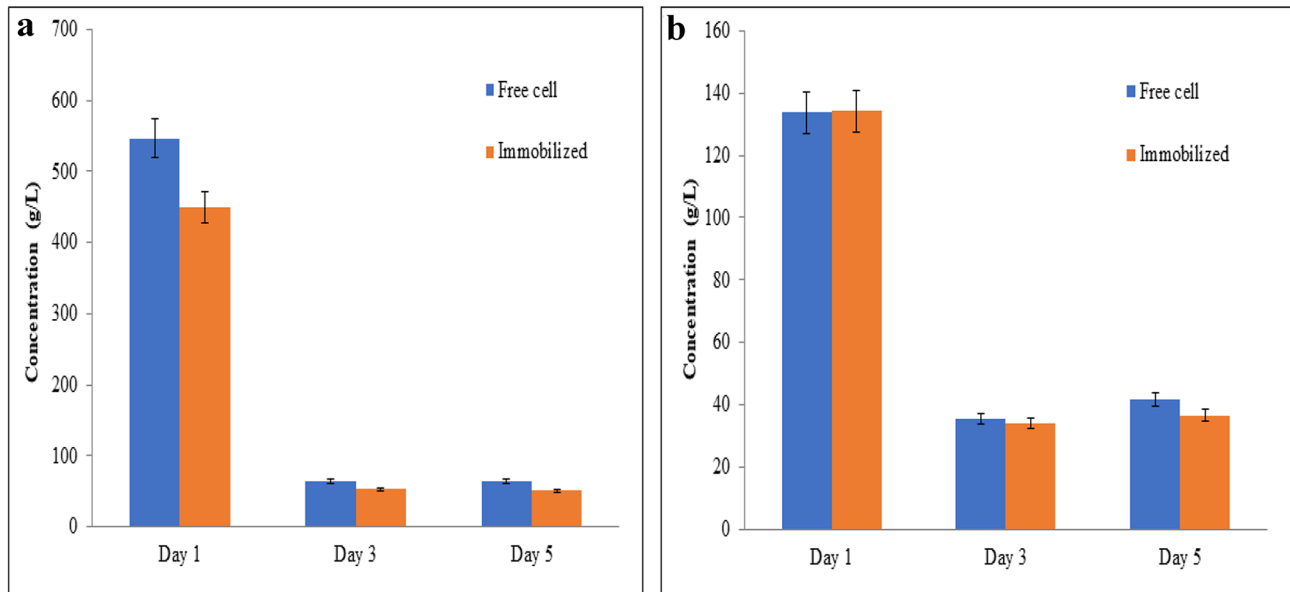 a
700
600
500
400
300
200
100
0
Concentration (g/L)
Free cell
Immobilized
Day 1
Day 3
Day 5
b
160
140
120
100
80
60
40
20
0
Concentration (g/L)
Free cell
Immobilized
Day 1
Day 3
Day 5